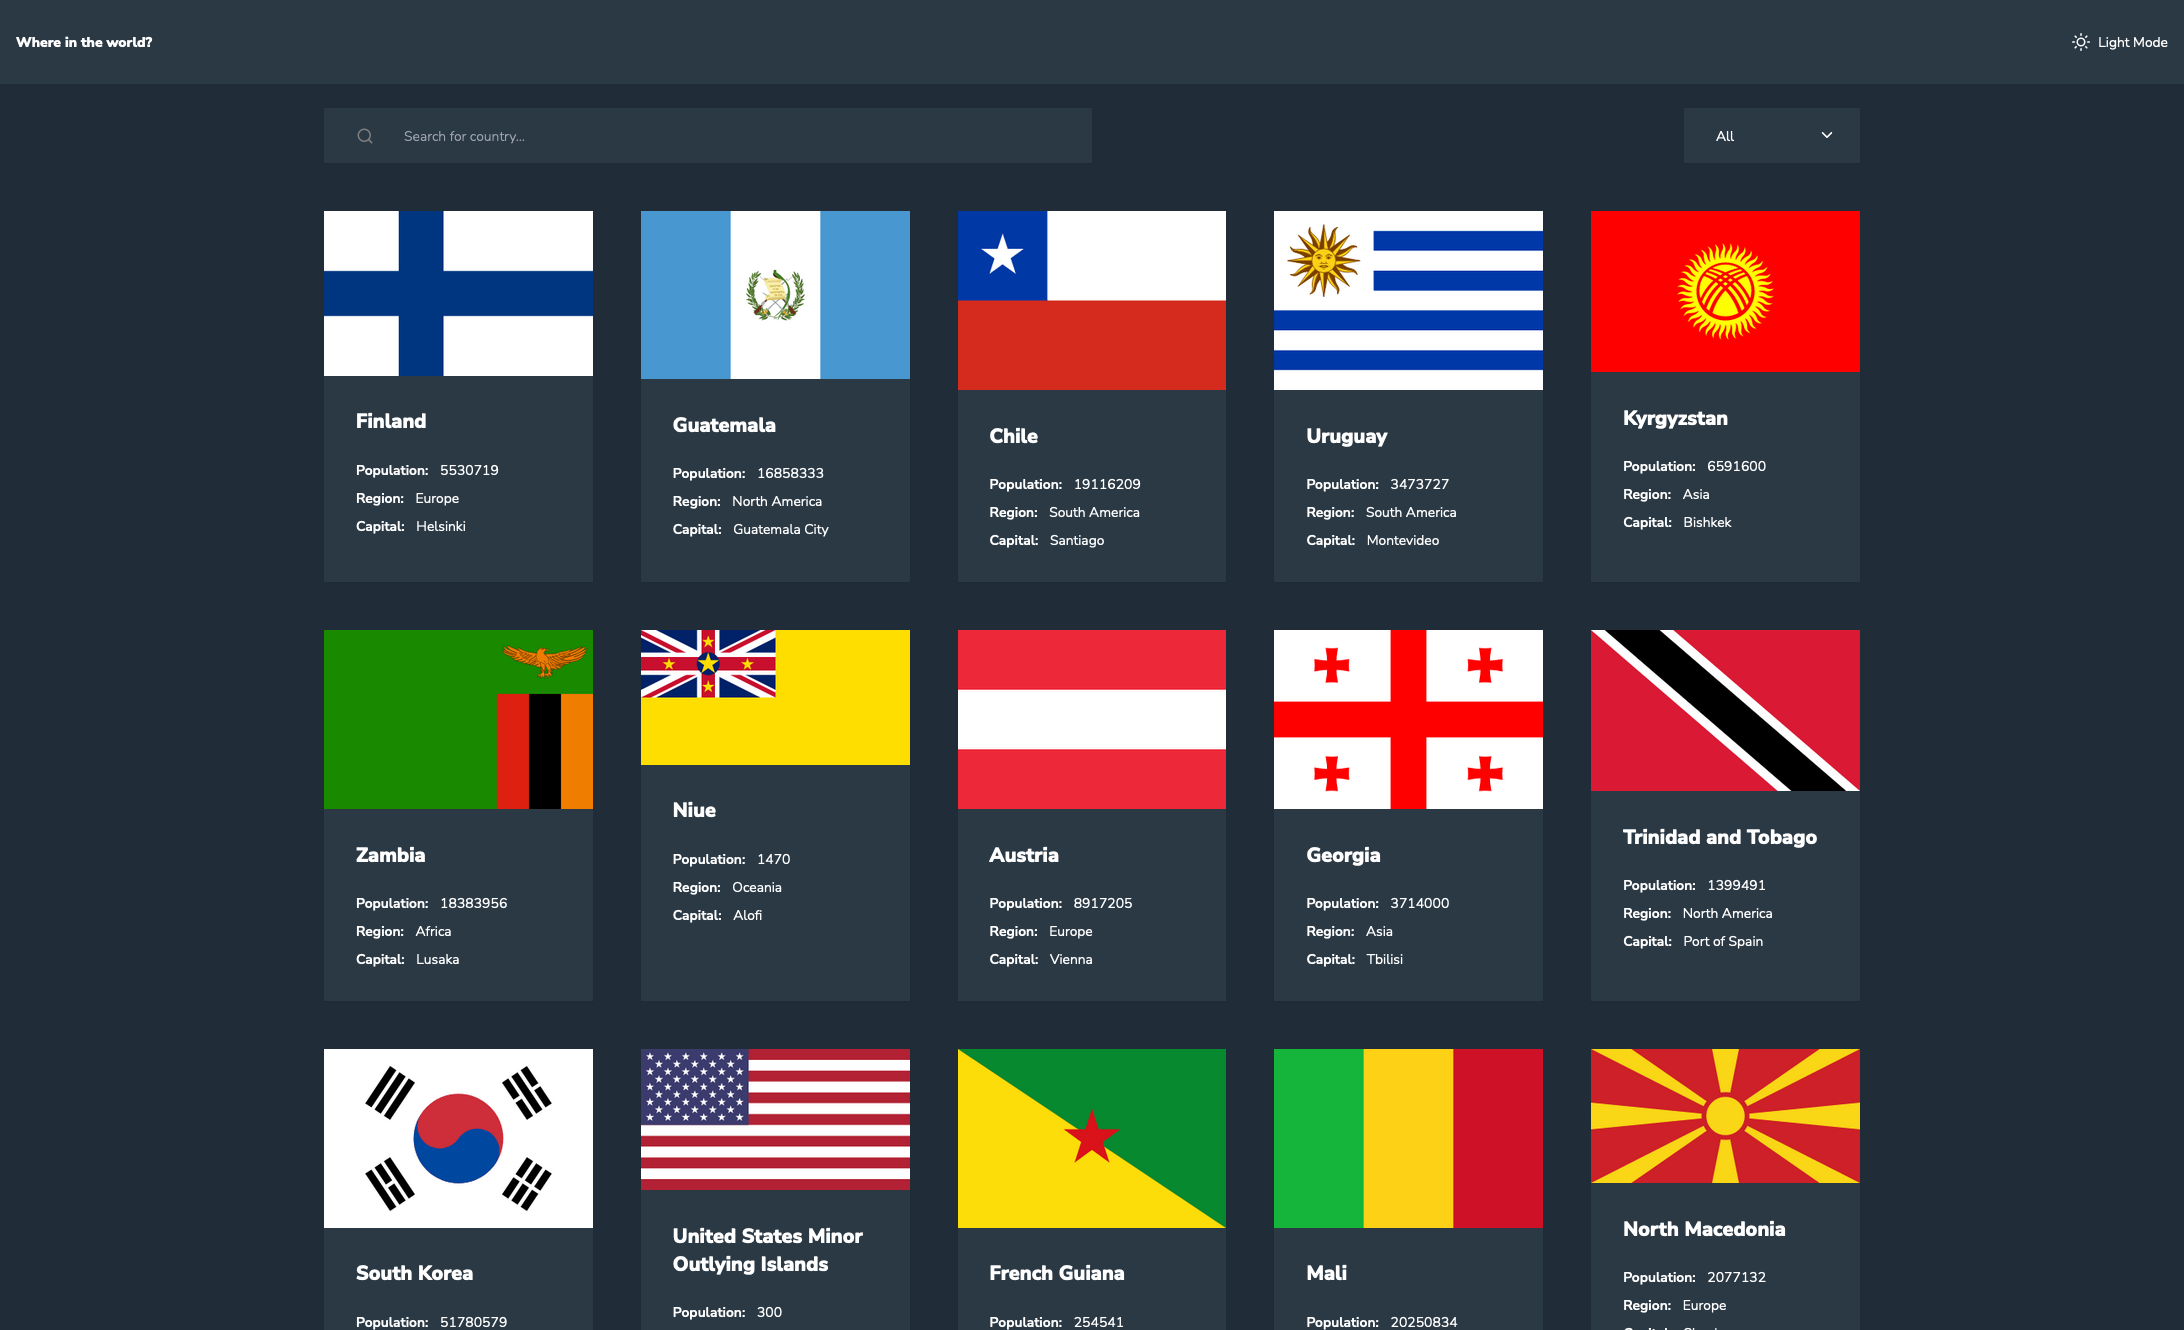 Where in the world?
Light Mode
Search for country...
All
Finland
Population: 5530719
Region: Europe
Capital: Helsinki
Guatemala
Population: 16858333
Region: North America
Capital: Guatemala City
Chile
Population: 19116209
Region: South America
Capital: Santiago
Uruguay
Population: 3473727
Region: South America
Capital: Montevideo
Kyrgyzstan
Population: 6591600
Region: Asia
Capital: Bishkek
Zambia
Population: 18383956
Region: Africa
Capital: Lusaka
Niue
Population: 1470
Region: Oceania
Capital: Alofi
Austria
Population: 8917205
Region: Europe
Capital: Vienna
Georgia
Population: 3714000
Region: Asia
Capital: Tbilisi
Trinidad and Tobago
Population: 1399491
Region: North America
Capital: Port of Spain
South Korea
Population: 51780579
United States Minor
Outlying Islands
Population: 300
French Guiana
Population: 254541
Mali
Population: 20250834
North Macedonia
Population: 2077132
Region: Europe